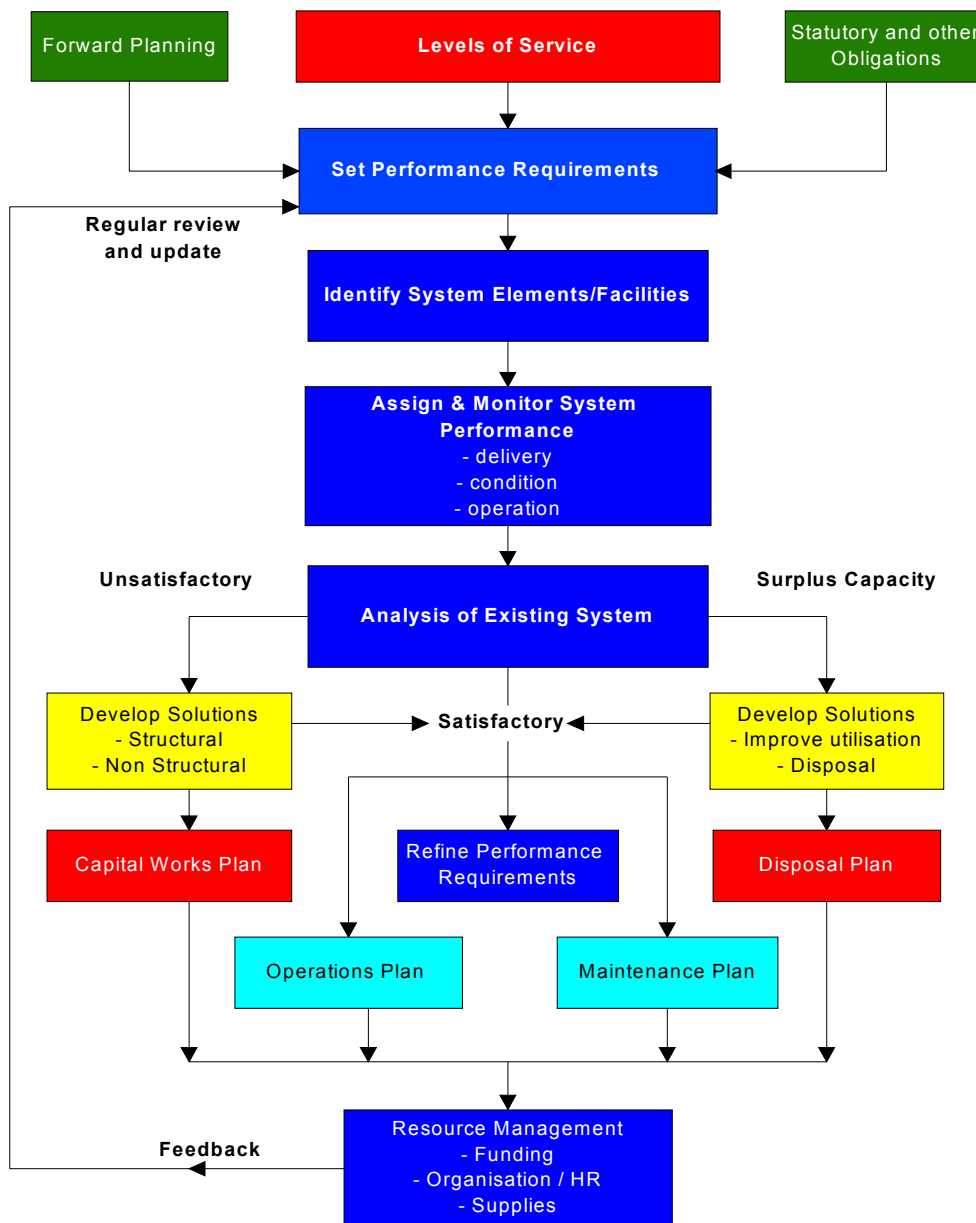 Forward Planning
Levels of Service
Statutory and other
Obligations
Set Performance Requirements
Regular review
and update
Identify System Elements/Facilities
Assign & Monitor System
Performance
- delivery
- condition
- operation
Unsatisfactory
Surplus Capacity
Analysis of Existing System
Develop Solutions
- Structural
- Non Structural
Satisfactory
Develop Solutions
- Improve utilisation
- Disposal
Capital Works Plan
Refine Performance
Requirements
Disposal Plan
Operations Plan
Maintenance Plan
Resource Management
- Funding
- Organisation / HR
- Supplies
Feedback